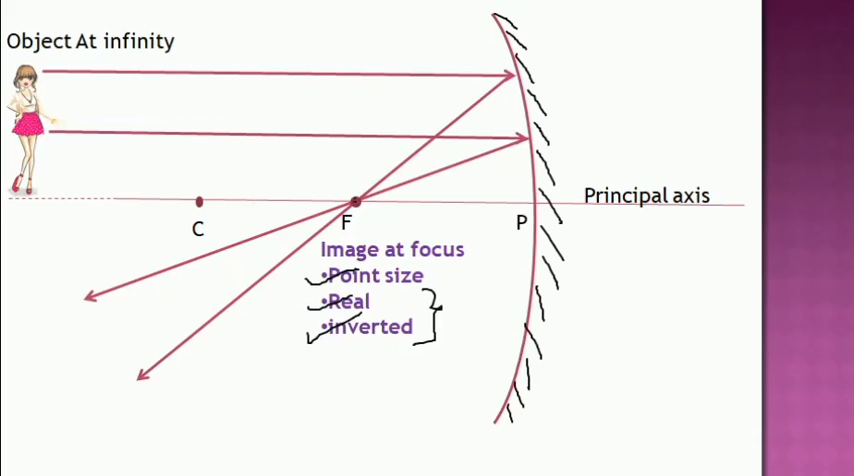 Object At infinity
Principal axis
C
F
P
Image at focus
•Point size
•Real
•inverted